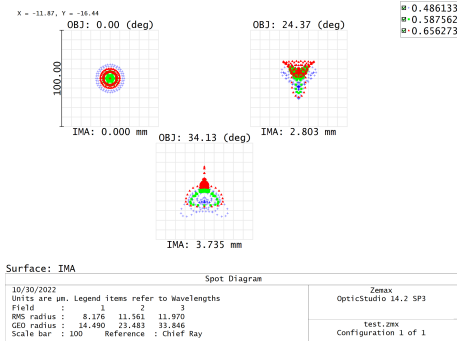 X = -11.87, Y = -16.44
0.486133
0.587562
0.656273
OBJ: 0.00 (deg)
OBJ: 24.37 (deg)
100.00
IMA: 0.000 mm
IMA: 2.803 mm
OBJ: 34.13 (deg)
IMA: 3.735 mm
Surface: IMA
Spot Diagram
10/30/2022
Units are µm. Legend items refer to Wavelengths
Field : 1 2 3
RMS radius : 8.176 11.561 11.970
GEO radius : 14.490 23.483 33.846
Scale bar : 100 Reference : Chief Ray
Zemax
OpticStudio 14.2 SP3
test.zmx
Configuration 1 of 1